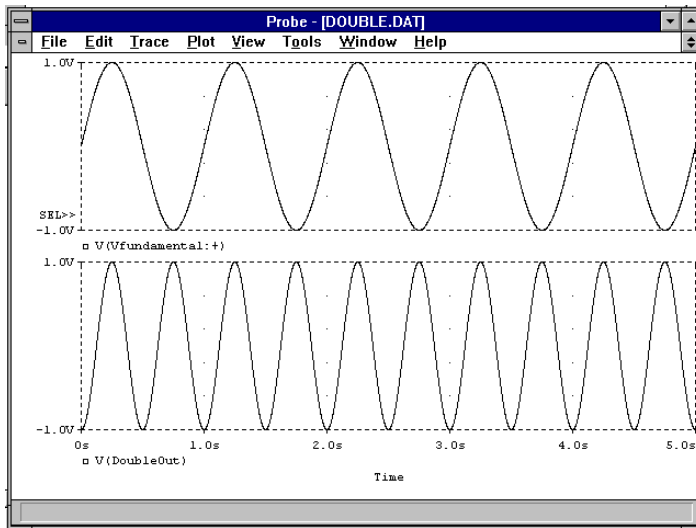 Probe - [DOUBLE.DAT]
File Edit Trace Plot View Tools Window Help
1.0V
SEL>>
-1.0V
V(Vfundamental:+)
1.0V
-1.0V
0s 1.0s 2.0s 3.0s 4.0s 5.0s
V(DoubleOut)
Time